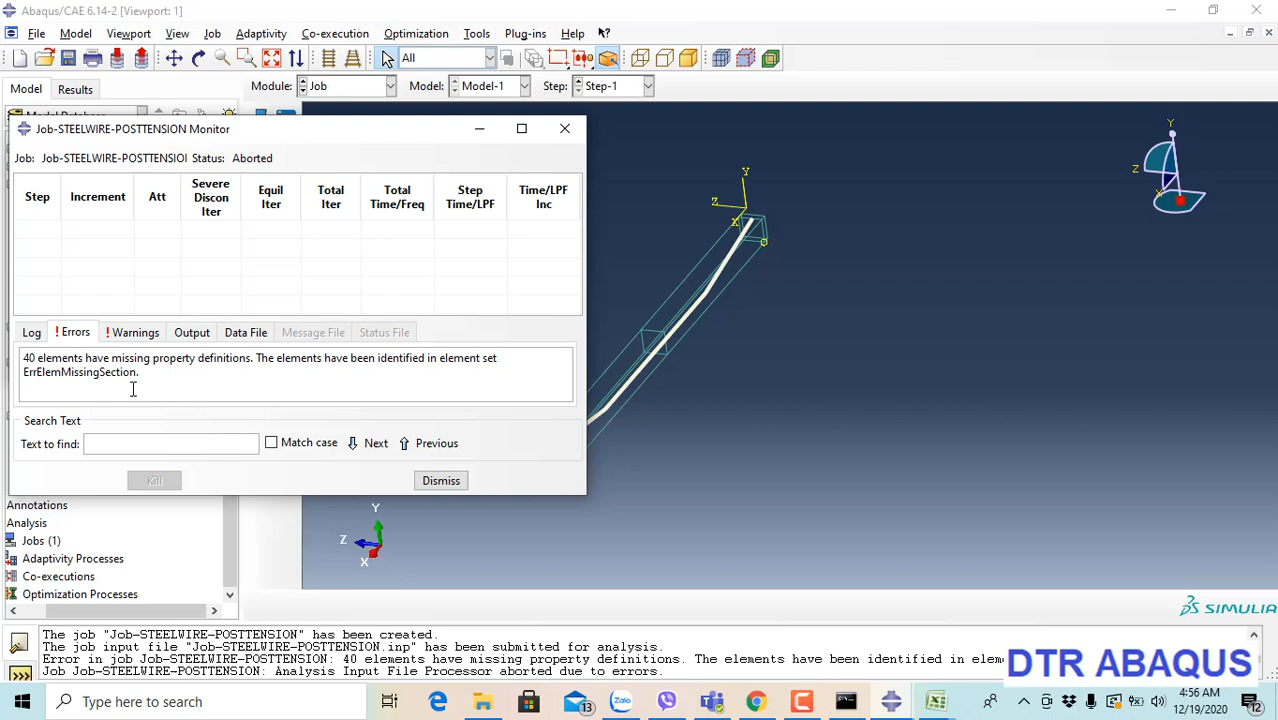 Abaqus/CAE 6.14-2 [Viewport: 1]
File Model Viewport View Job Adaptivity Co-execution Optimization Tools Plug-ins Help
All
Model Results Module: Job Model: Model-1 Step: Step-1
Job-STEELWIRE-POSTTENSION Monitor
Job: Job-STEELWIRE-POSTTENSIOI Status: Aborted
Step Increment Att Severe Discon Iter Equil Iter Total Iter Total Time/Freq Step Time/LPF Time/LPF Inc
Log ! Errors ! Warnings Output Data File Message File Status File
40 elements have missing property definitions. The elements have been identified in element set
ErrElemMissingSection.
Search Text
Text to find: Match case Next Previous
Kill Dismiss
Annotations
Analysis
Jobs (1)
Adaptivity Processes
Co-executions
Optimization Processes
Y
Z
X
Y
Z
X
Y
Z
X
SIMULIA
The job "Job-STEELWIRE-POSTTENSION" has been created.
The job input file "Job-STEELWIRE-POSTTENSION.inp" has been submitted for analysis.
Error in job Job-STEELWIRE-POSTTENSION: 40 elements have missing property definitions. The elements have been identified in elem
Job Job-STEELWIRE-POSTTENSION: Analysis Input File Processor aborted due to errors.
DTR ABAQUS
Type here to search
13
Zalo
4:56 AM
12/19/2020
12